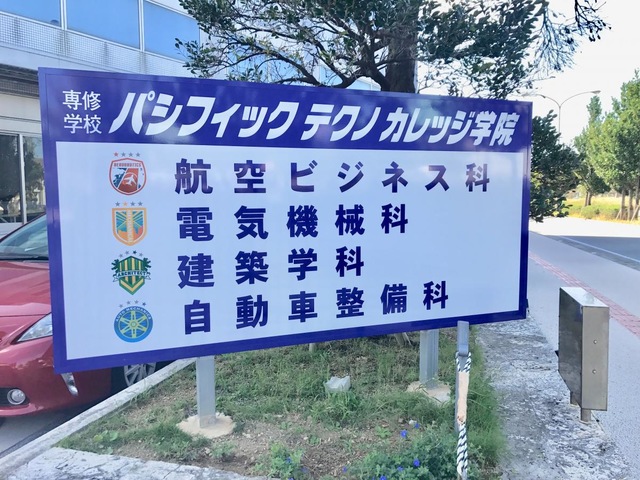 専修学校 パシフィックテクノカレッジ学院
航空ビジネス科
電気機械科
建築学科
自動車整備科